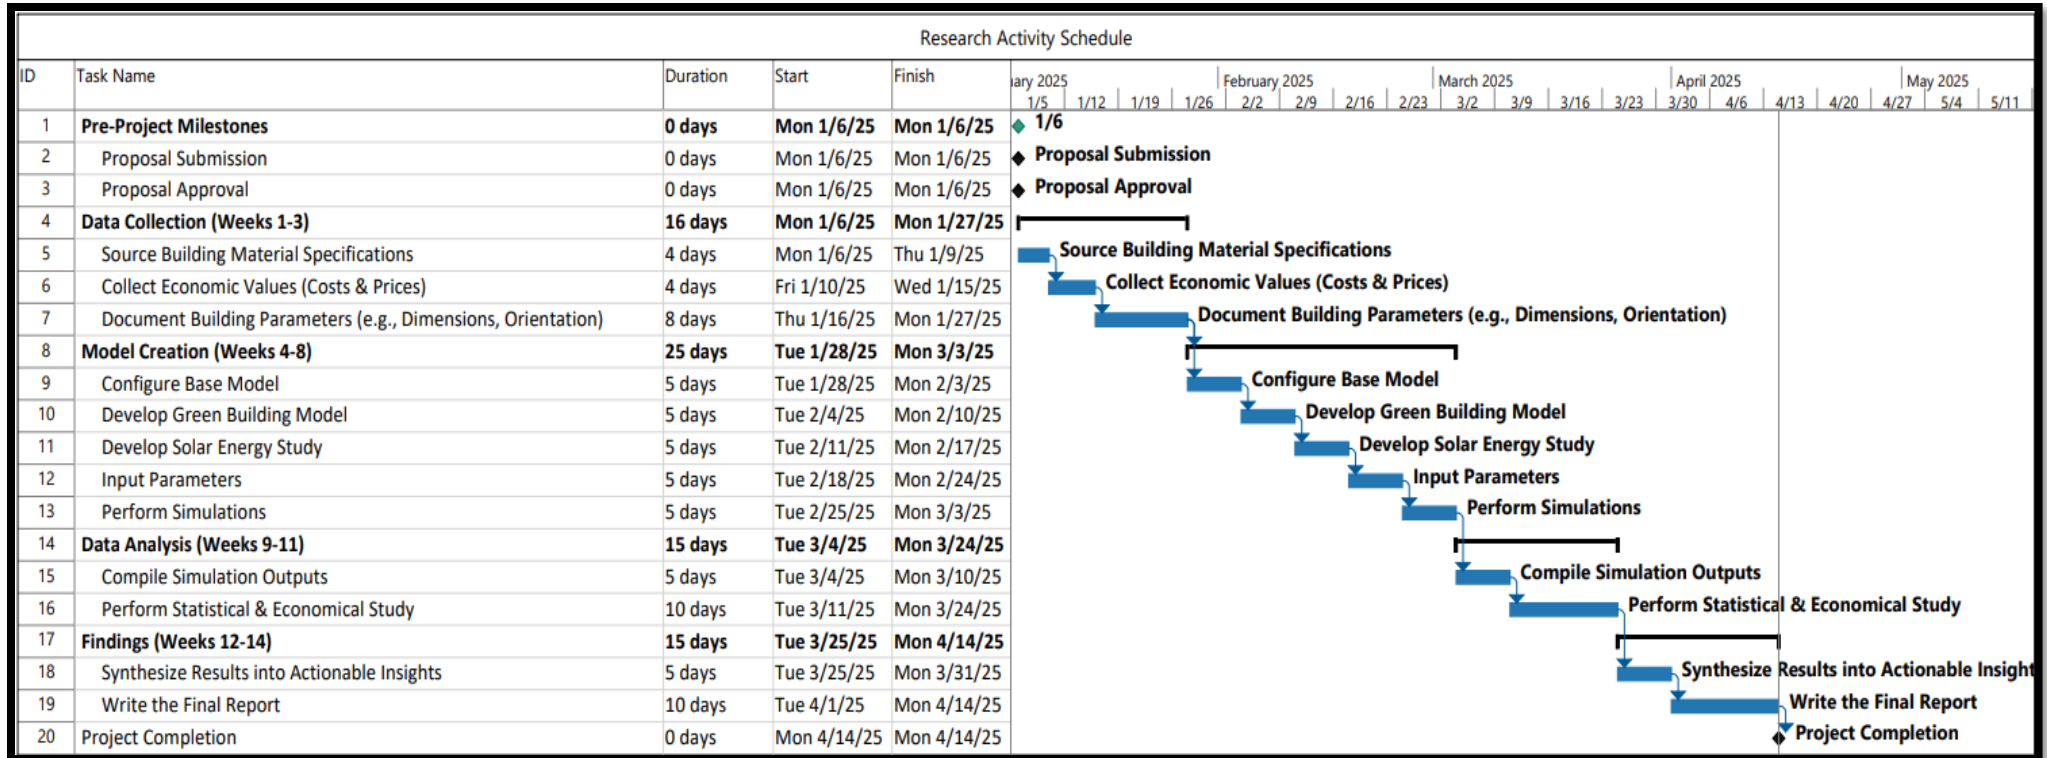 Research Activity Schedule
ID Task Name Duration Start Finish ary 2025 February 2025 March 2025 April 2025 May 2025
1/5 1/12 1/19 1/26 2/2 2/9 2/16 2/23 3/2 3/9 3/16 3/23 3/30 4/6 4/13 4/20 4/27 5/4 5/11
1 Pre-Project Milestones 0 days Mon 1/6/25 Mon 1/6/25 1/6
2 Proposal Submission 0 days Mon 1/6/25 Mon 1/6/25 Proposal Submission
3 Proposal Approval 0 days Mon 1/6/25 Mon 1/6/25 Proposal Approval
4 Data Collection (Weeks 1-3) 16 days Mon 1/6/25 Mon 1/27/25
5 Source Building Material Specifications 4 days Mon 1/6/25 Thu 1/9/25 Source Building Material Specifications
6 Collect Economic Values (Costs & Prices) 4 days Fri 1/10/25 Wed 1/15/25 Collect Economic Values (Costs & Prices)
7 Document Building Parameters (e.g., Dimensions, Orientation) 8 days Thu 1/16/25 Mon 1/27/25 Document Building Parameters (e.g., Dimensions, Orientation)
8 Model Creation (Weeks 4-8) 25 days Tue 1/28/25 Mon 3/3/25
9 Configure Base Model 5 days Tue 1/28/25 Mon 2/3/25 Configure Base Model
10 Develop Green Building Model 5 days Tue 2/4/25 Mon 2/10/25 Develop Green Building Model
11 Develop Solar Energy Study 5 days Tue 2/11/25 Mon 2/17/25 Develop Solar Energy Study
12 Input Parameters 5 days Tue 2/18/25 Mon 2/24/25 Input Parameters
13 Perform Simulations 5 days Tue 2/25/25 Mon 3/3/25 Perform Simulations
14 Data Analysis (Weeks 9-11) 15 days Tue 3/4/25 Mon 3/24/25
15 Compile Simulation Outputs 5 days Tue 3/4/25 Mon 3/10/25 Compile Simulation Outputs
16 Perform Statistical & Economical Study 10 days Tue 3/11/25 Mon 3/24/25 Perform Statistical & Economical Study
17 Findings (Weeks 12-14) 15 days Tue 3/25/25 Mon 4/14/25
18 Synthesize Results into Actionable Insights 5 days Tue 3/25/25 Mon 3/31/25 Synthesize Results into Actionable Insight
19 Write the Final Report 10 days Tue 4/1/25 Mon 4/14/25 Write the Final Report
20 Project Completion 0 days Mon 4/14/25 Mon 4/14/25 Project Completion